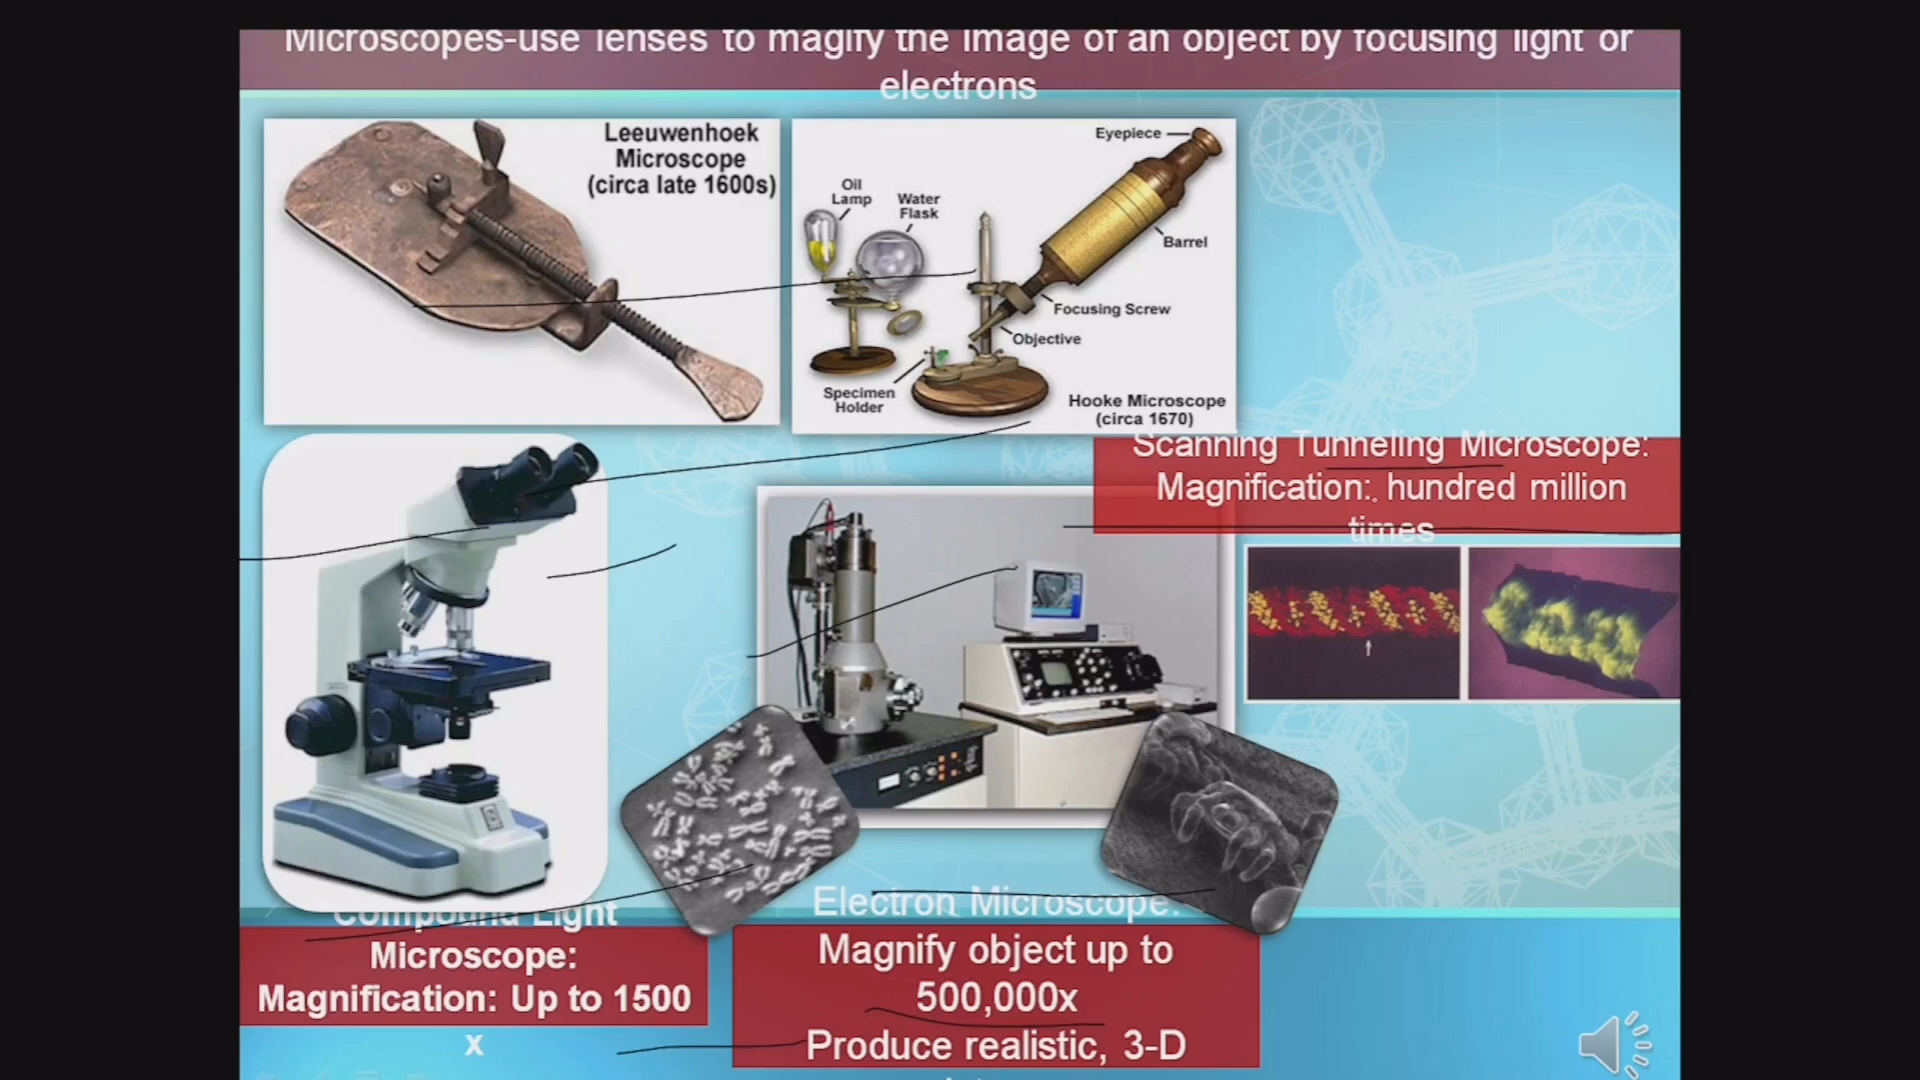 Microscopes-use lenses to magify the image of an object by focusing light or
electrons
Leeuwenhoek
Microscope
(circa late 1600s)
Eyepiece
Oil
Lamp
Water
Flask
Barrel
Focusing Screw
Objective
Specimen
Holder
Hooke Microscope
(circa 1670)
Scanning Tunneling Microscope:
Magnification: hundred million
times
Compound Light
Microscope:
Magnification: Up to 1500
x
Electron Microscope:
Magnify object up to
500,000x
Produce realistic, 3-D